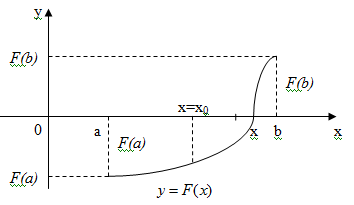 y
F(b)
F(b)
x=x₀
0 a x b x
F(a)
F(a)
y = F(x)